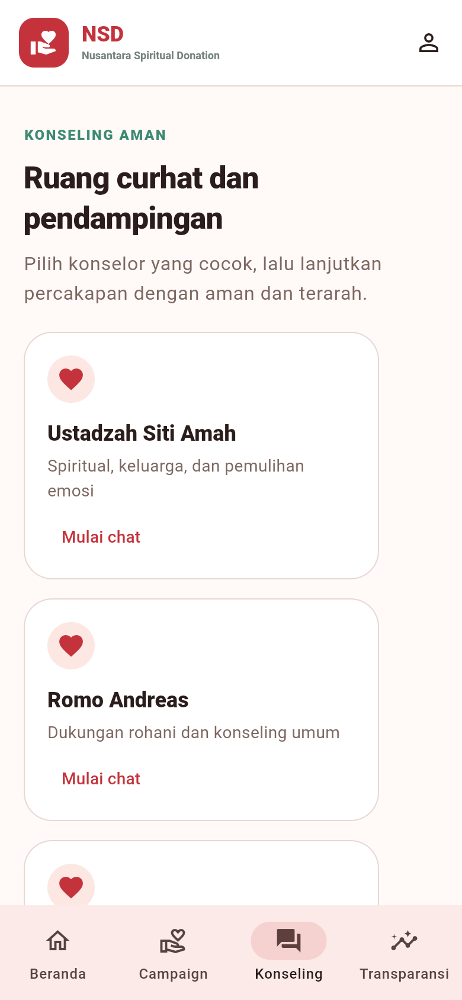 NSD
Nusantara Spiritual Donation
KONSELING AMAN
Ruang curhat dan
pendampingan
Pilih konselor yang cocok, lalu lanjutkan
percakapan dengan aman dan terarah.
Ustadzah Siti Amah
Spiritual, keluarga, dan pemulihan
emosi
Mulai chat
Romo Andreas
Dukungan rohani dan konseling umum
Mulai chat
Beranda
Campaign
Konseling
Transparansi